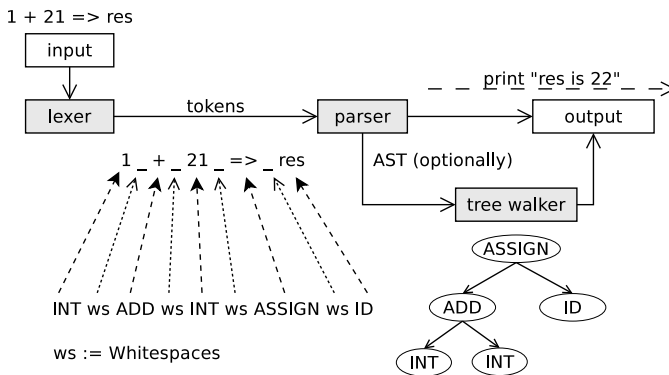 1 + 21 => res
input
print "res is 22"
lexer
tokens
parser
output
1 _ + _ 21 _ => _ res
AST (optionally)
tree walker
ASSIGN
INT ws ADD ws INT ws ASSIGN ws ID
ADD
ID
ws := Whitespaces
INT
INT